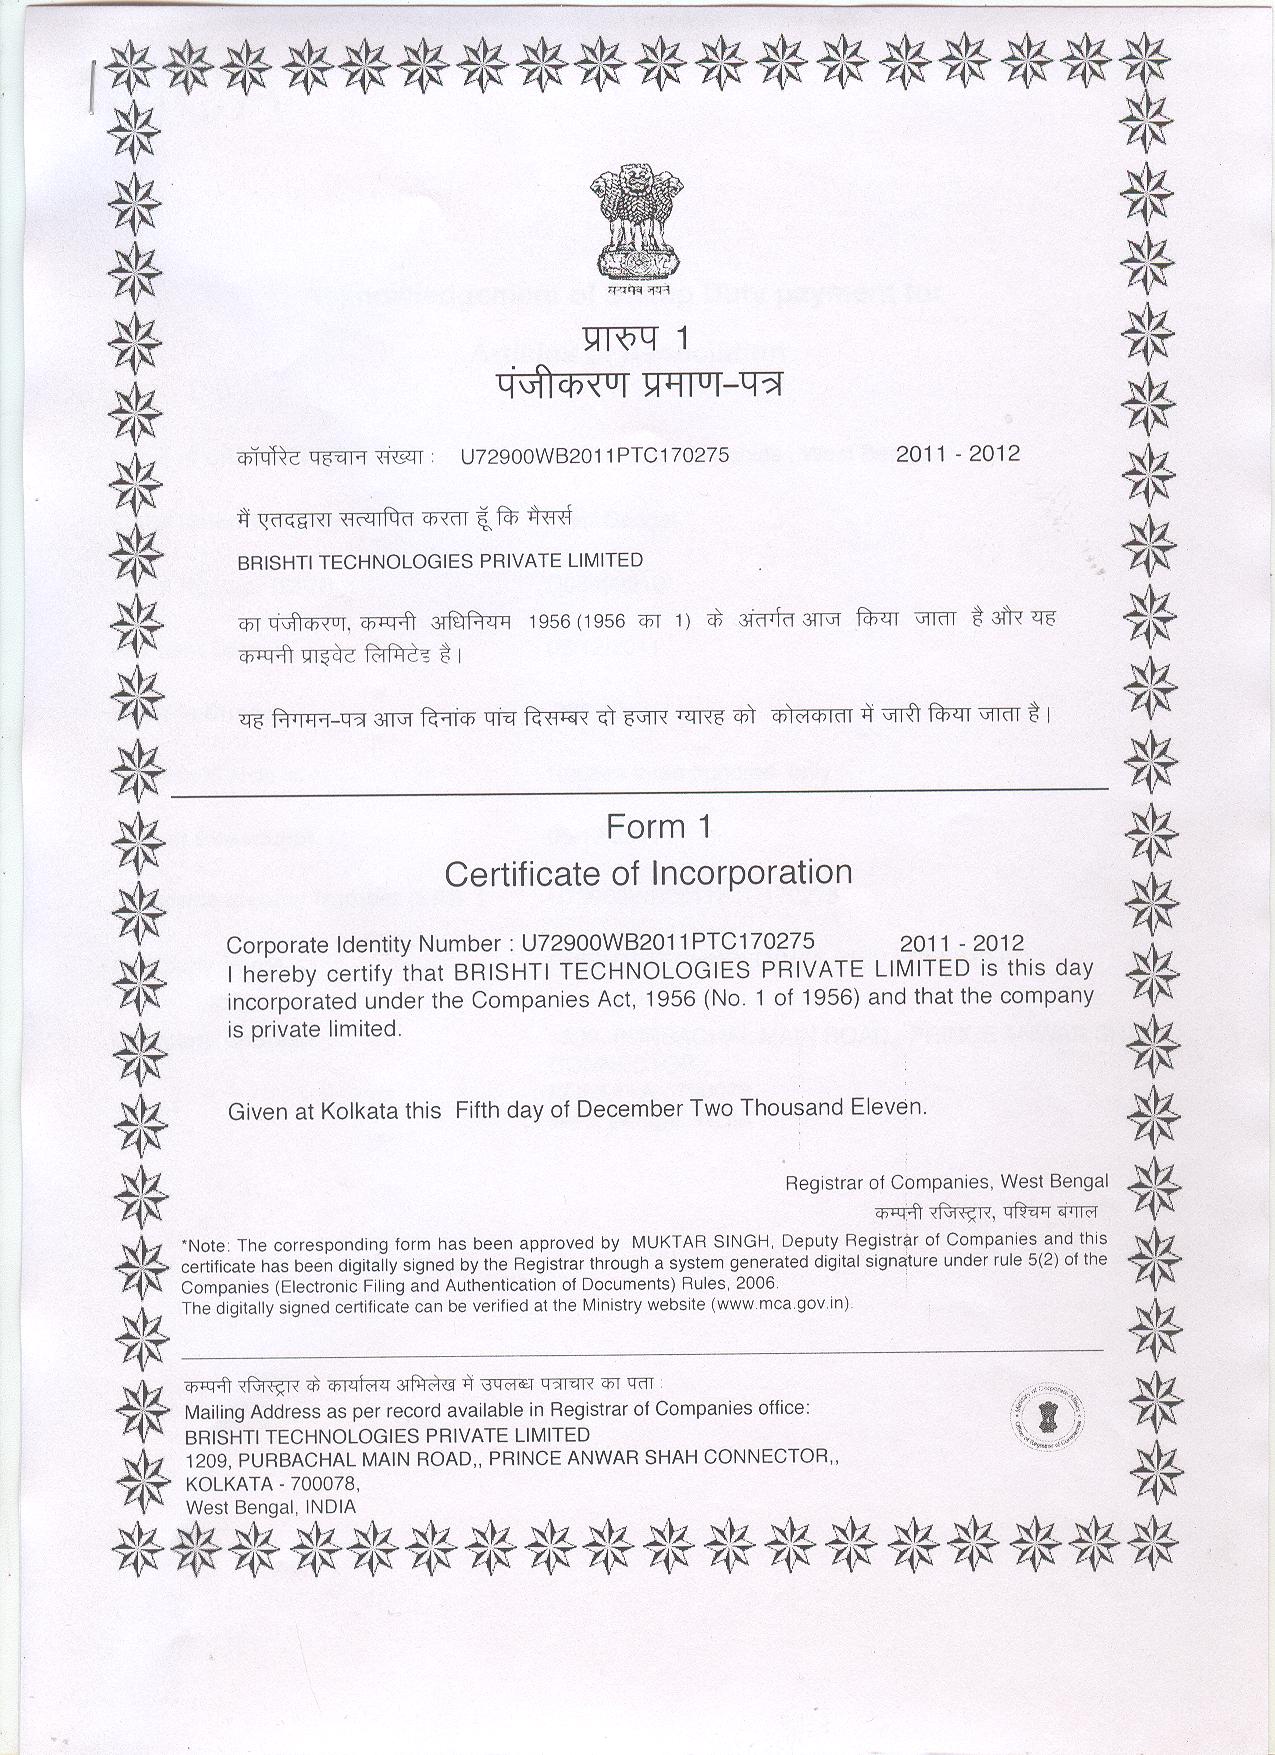 सत्यमेव जयते
प्रारुप 1
पंजीकरण प्रमाण-पत्र
कॉर्पोरेट पहचान संख्या : U72900WB2011PTC170275 2011 - 2012
मैं एतदद्वारा सत्यापित करता हूँ कि मैसर्स
BRISHTI TECHNOLOGIES PRIVATE LIMITED
का पंजीकरण, कम्पनी अधिनियम 1956 (1956 का 1) के अंतर्गत आज किया जाता है और यह
कम्पनी प्राइवेट लिमिटेड है।
यह निगमन-पत्र आज दिनांक पांच दिसम्बर दो हजार ग्यारह को कोलकाता में जारी किया जाता है।
Form 1
Certificate of Incorporation
Corporate Identity Number : U72900WB2011PTC170275 2011 - 2012
I hereby certify that BRISHTI TECHNOLOGIES PRIVATE LIMITED is this day
incorporated under the Companies Act, 1956 (No. 1 of 1956) and that the company
is private limited.
Given at Kolkata this Fifth day of December Two Thousand Eleven.
Registrar of Companies, West Bengal
कम्पनी रजिस्ट्रार, पश्चिम बंगाल
*Note: The corresponding form has been approved by MUKTAR SINGH, Deputy Registrar of Companies and this
certificate has been digitally signed by the Registrar through a system generated digital signature under rule 5(2) of the
Companies (Electronic Filing and Authentication of Documents) Rules, 2006.
The digitally signed certificate can be verified at the Ministry website (www.mca.gov.in).
कम्पनी रजिस्ट्रार के कार्यालय अभिलेख में उपलब्ध पत्राचार का पता :
Mailing Address as per record available in Registrar of Companies office:
BRISHTI TECHNOLOGIES PRIVATE LIMITED
1209, PURBACHAL MAIN ROAD,, PRINCE ANWAR SHAH CONNECTOR,,
KOLKATA - 700078,
West Bengal, INDIA